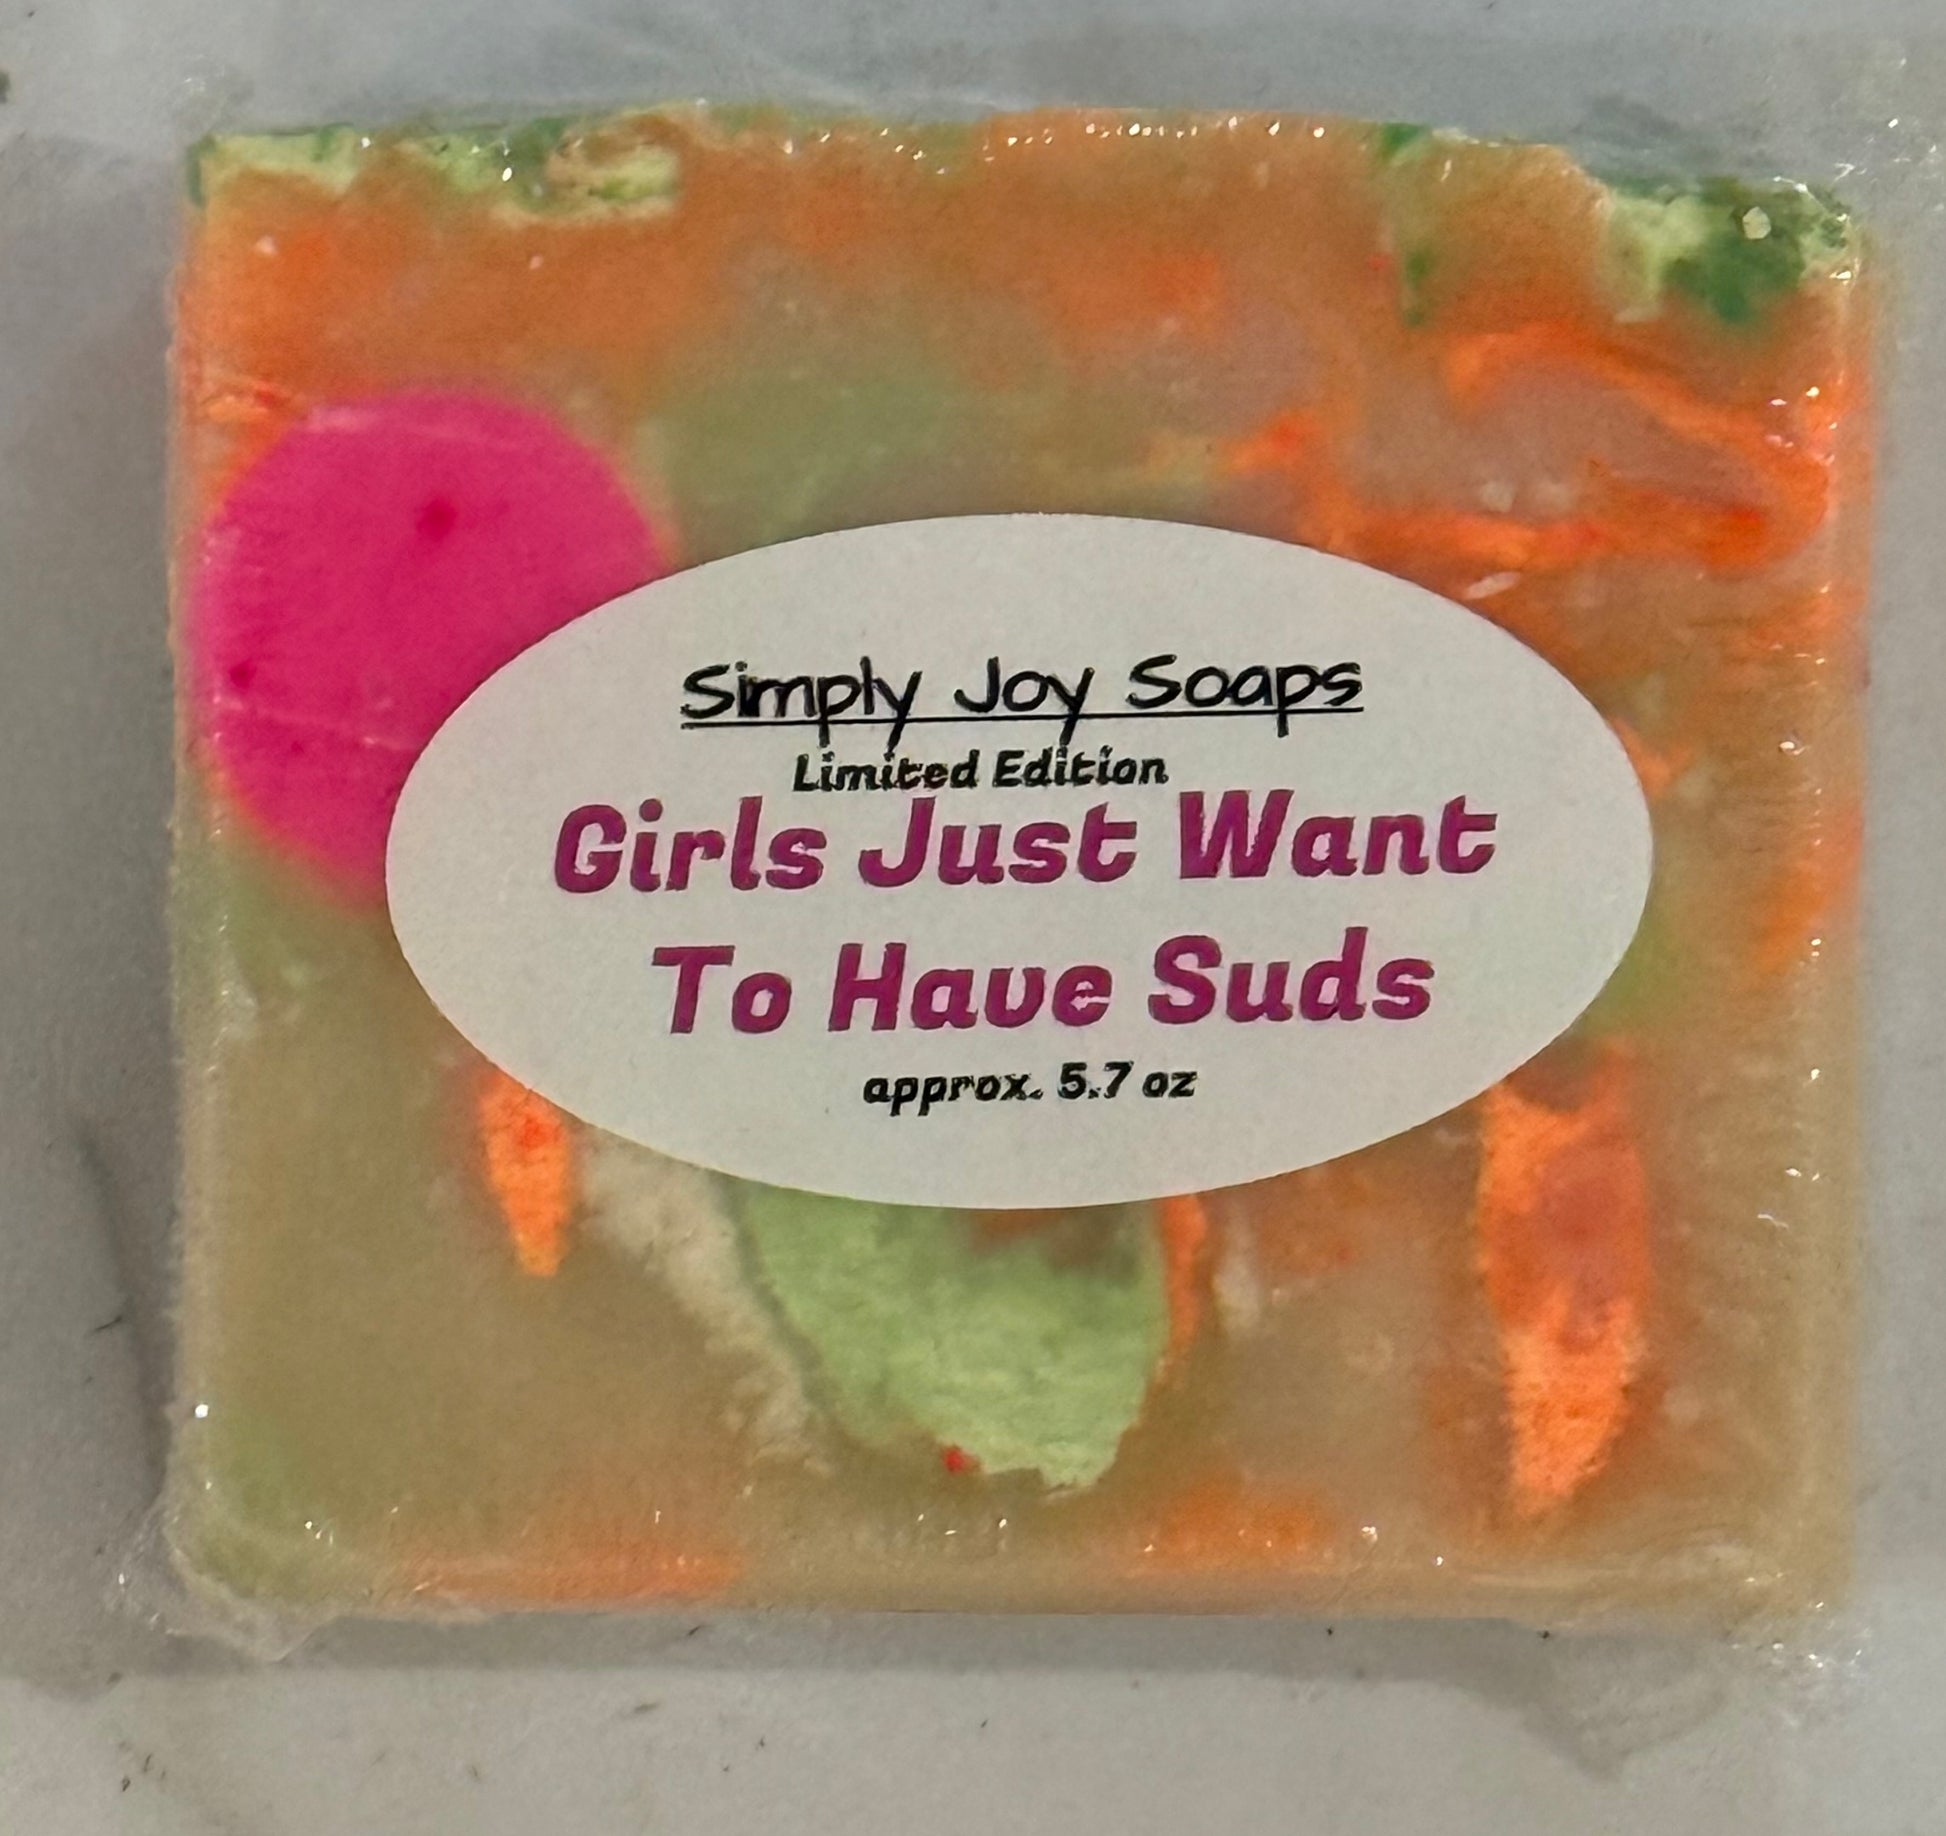 Simply Joy Soaps
Limited Edition
Girls Just Want
To Have Suds
approx. 5.7 oz